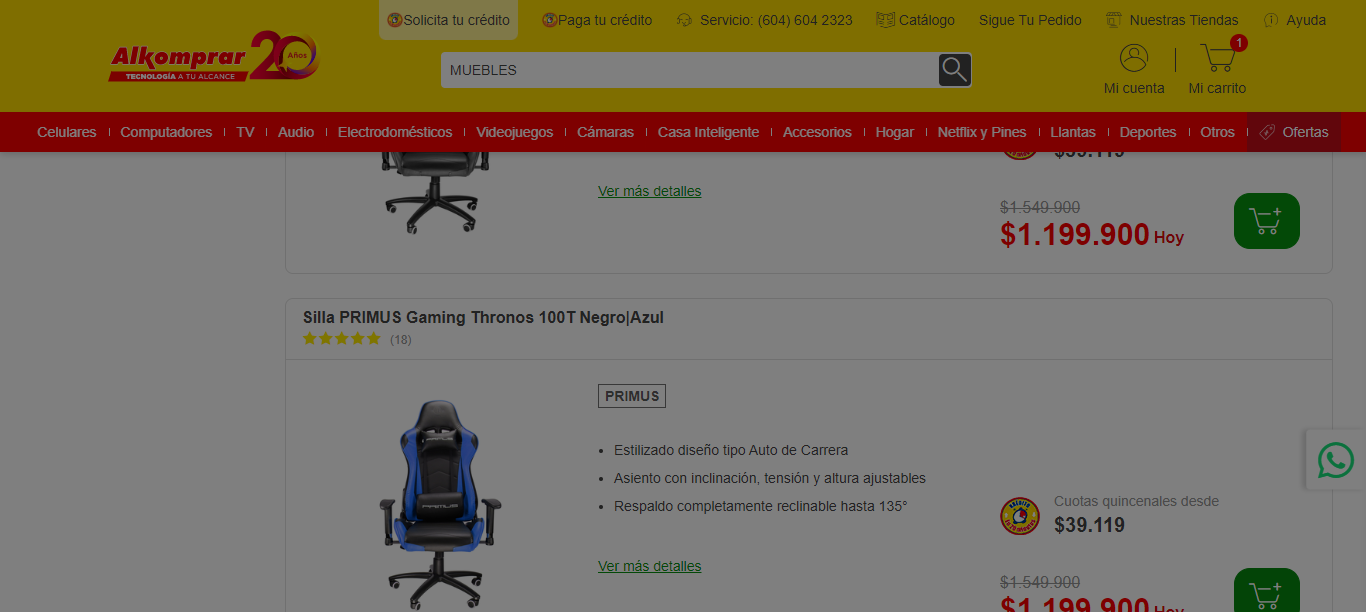 Solicita tu crédito
Paga tu crédito
Servicio: (604) 604 2323
Catálogo
Sigue Tu Pedido
Nuestras Tiendas
Ayuda
Alkomprar 20 Años
TECNOLOGÍA A TU ALCANCE
MUEBLES
1
Mi cuenta
Mi carrito
Celulares
Computadores
TV
Audio
Electrodomésticos
Videojuegos
Cámaras
Casa Inteligente
Accesorios
Hogar
Netflix y Pines
Llantas
Deportes
Otros
Ofertas
$39.119
Ver más detalles
$1.549.900
$1.199.900 Hoy
Silla PRIMUS Gaming Thronos 100T Negro|Azul
(18)
PRIMUS
Estilizado diseño tipo Auto de Carrera
Asiento con inclinación, tensión y altura ajustables
Respaldo completamente reclinable hasta 135°
PRIMUS
Cuotas quincenales desde
$39.119
Ver más detalles
$1.549.900
$1.199.900 Hoy